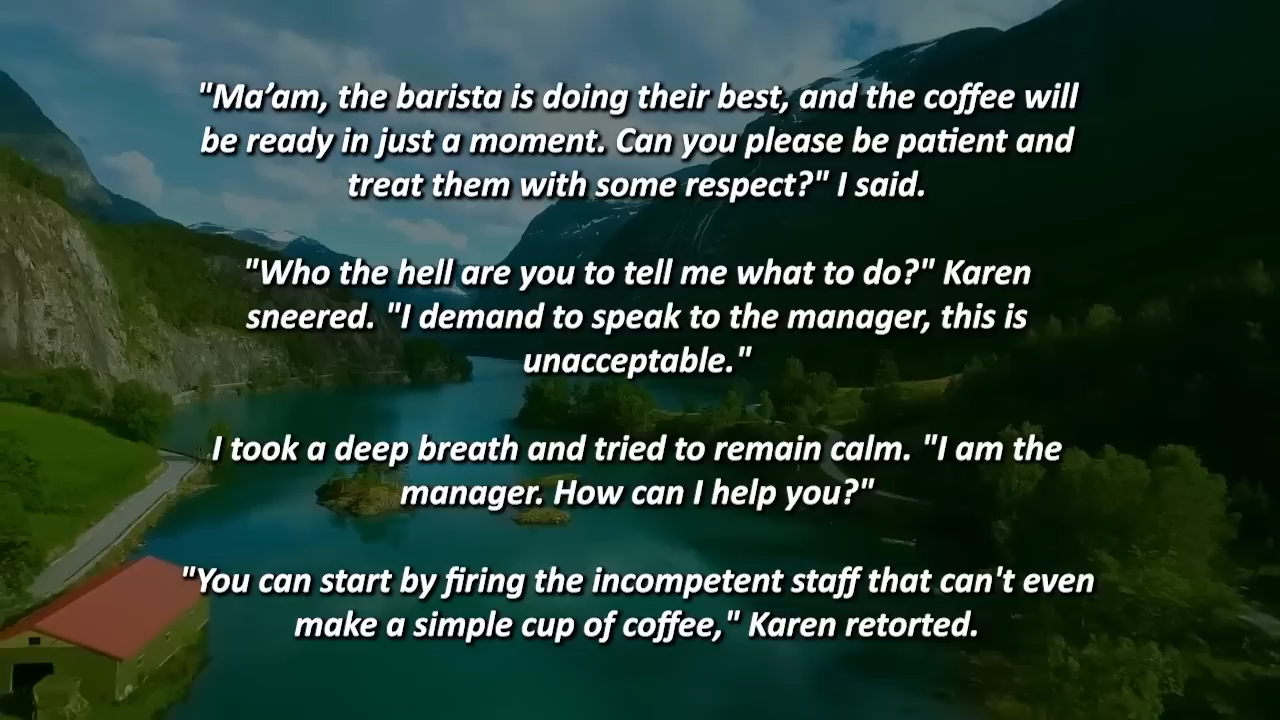 "Ma’am, the barista is doing their best, and the coffee will
be ready in just a moment. Can you please be patient and
treat them with some respect?" I said.
"Who the hell are you to tell me what to do?" Karen
sneered. "I demand to speak to the manager, this is
unacceptable."
I took a deep breath and tried to remain calm. "I am the
manager. How can I help you?"
"You can start by firing the incompetent staff that can't even
make a simple cup of coffee," Karen retorted.